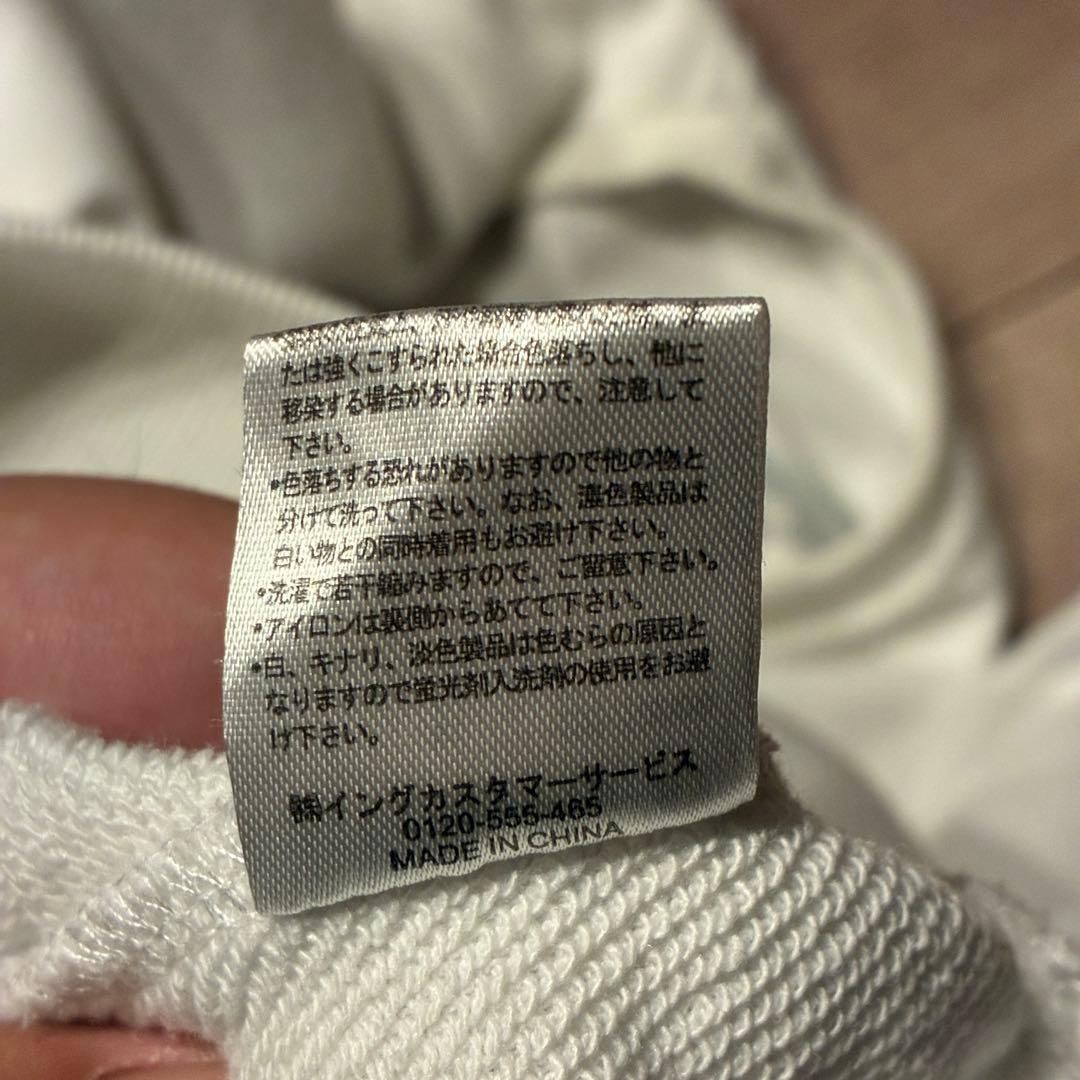 たは強くこすられた場合色落ちし、他に
移染する場合がありますので、注意して
下さい。
•色落ちする恐れがありますので他の物と
分けて洗って下さい。なお、濃色製品は
白い物との同時着用もお避け下さい。
•洗濯で若干縮みますので、ご留意下さい。
•アイロンは裏側からあてて下さい。
•白、キナリ、淡色製品は色むらの原因と
なりますので蛍光剤入洗剤の使用をお避
け下さい。
㈱イングカスタマーサービス
0120-555-465
MADE IN CHINA